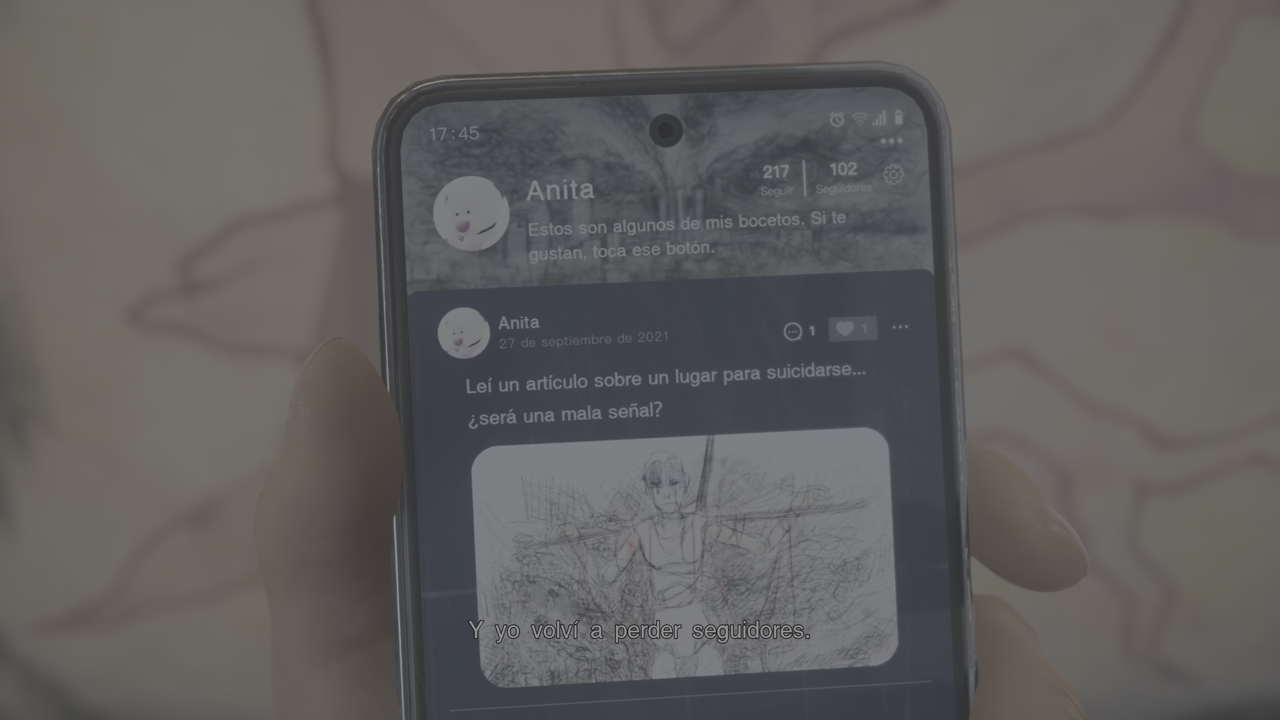 17:45
217
102
Seguir
Seguidores
Anita
Estos son algunos de mis bocetos. Si te
gustan, toca ese botón.
Anita
27 de septiembre de 2021
1
1
Leí un artículo sobre un lugar para suicidarse...
¿será una mala señal?
Y yo volví a perder seguidores.